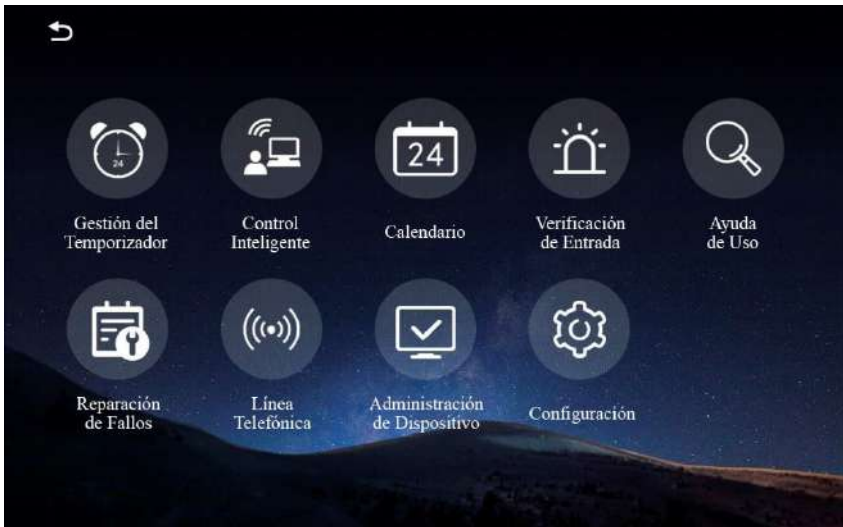 24
24
Gestión del
Temporizador
Control
Inteligente
Calendario
Verificación
de Entrada
Ayuda
de Uso
Reparación
de Fallos
Línea
Telefónica
Administración
de Dispositivo
Configuración